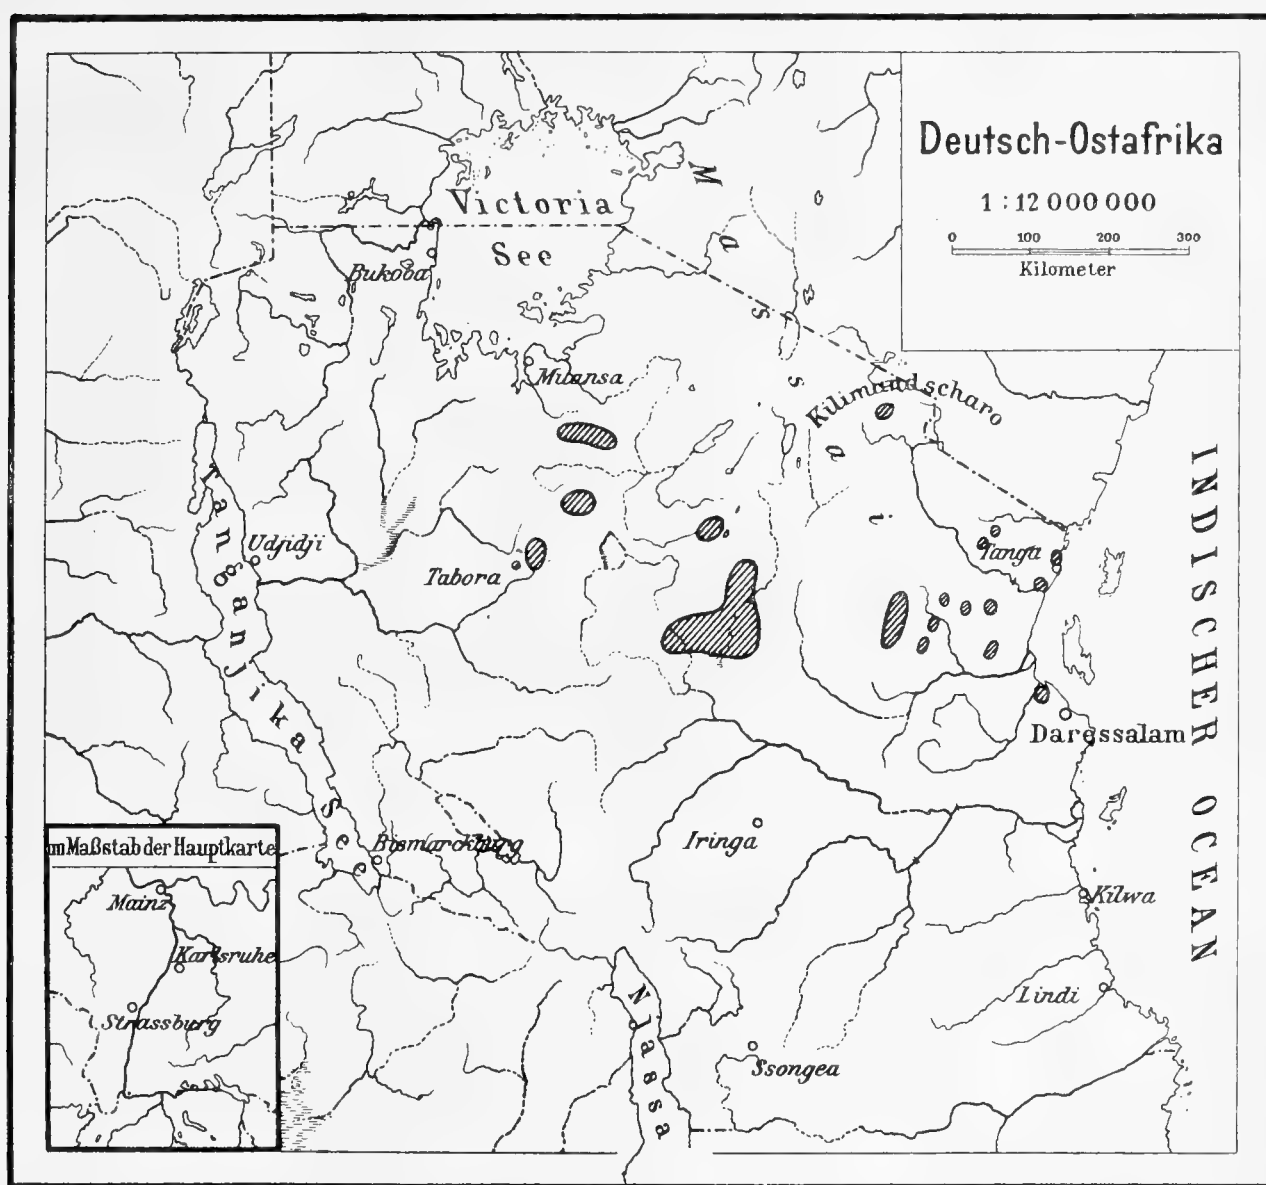 Deutsch-Ostafrika
1 : 12 000 000
0 100 200 300
Kilometer
Victoria
See
Bukoba
Muansa
Massai
Kilimandscharo
Tanganjika See
Udjidji
Tabora
Tanga
Daressalam
INDISCHER OCEAN
Bismarckburg
Iringa
Kilwa
Lindi
Ssongea
Njassa
im Maßstab der Hauptkarte
Mainz
Karlsruhe
Strassburg